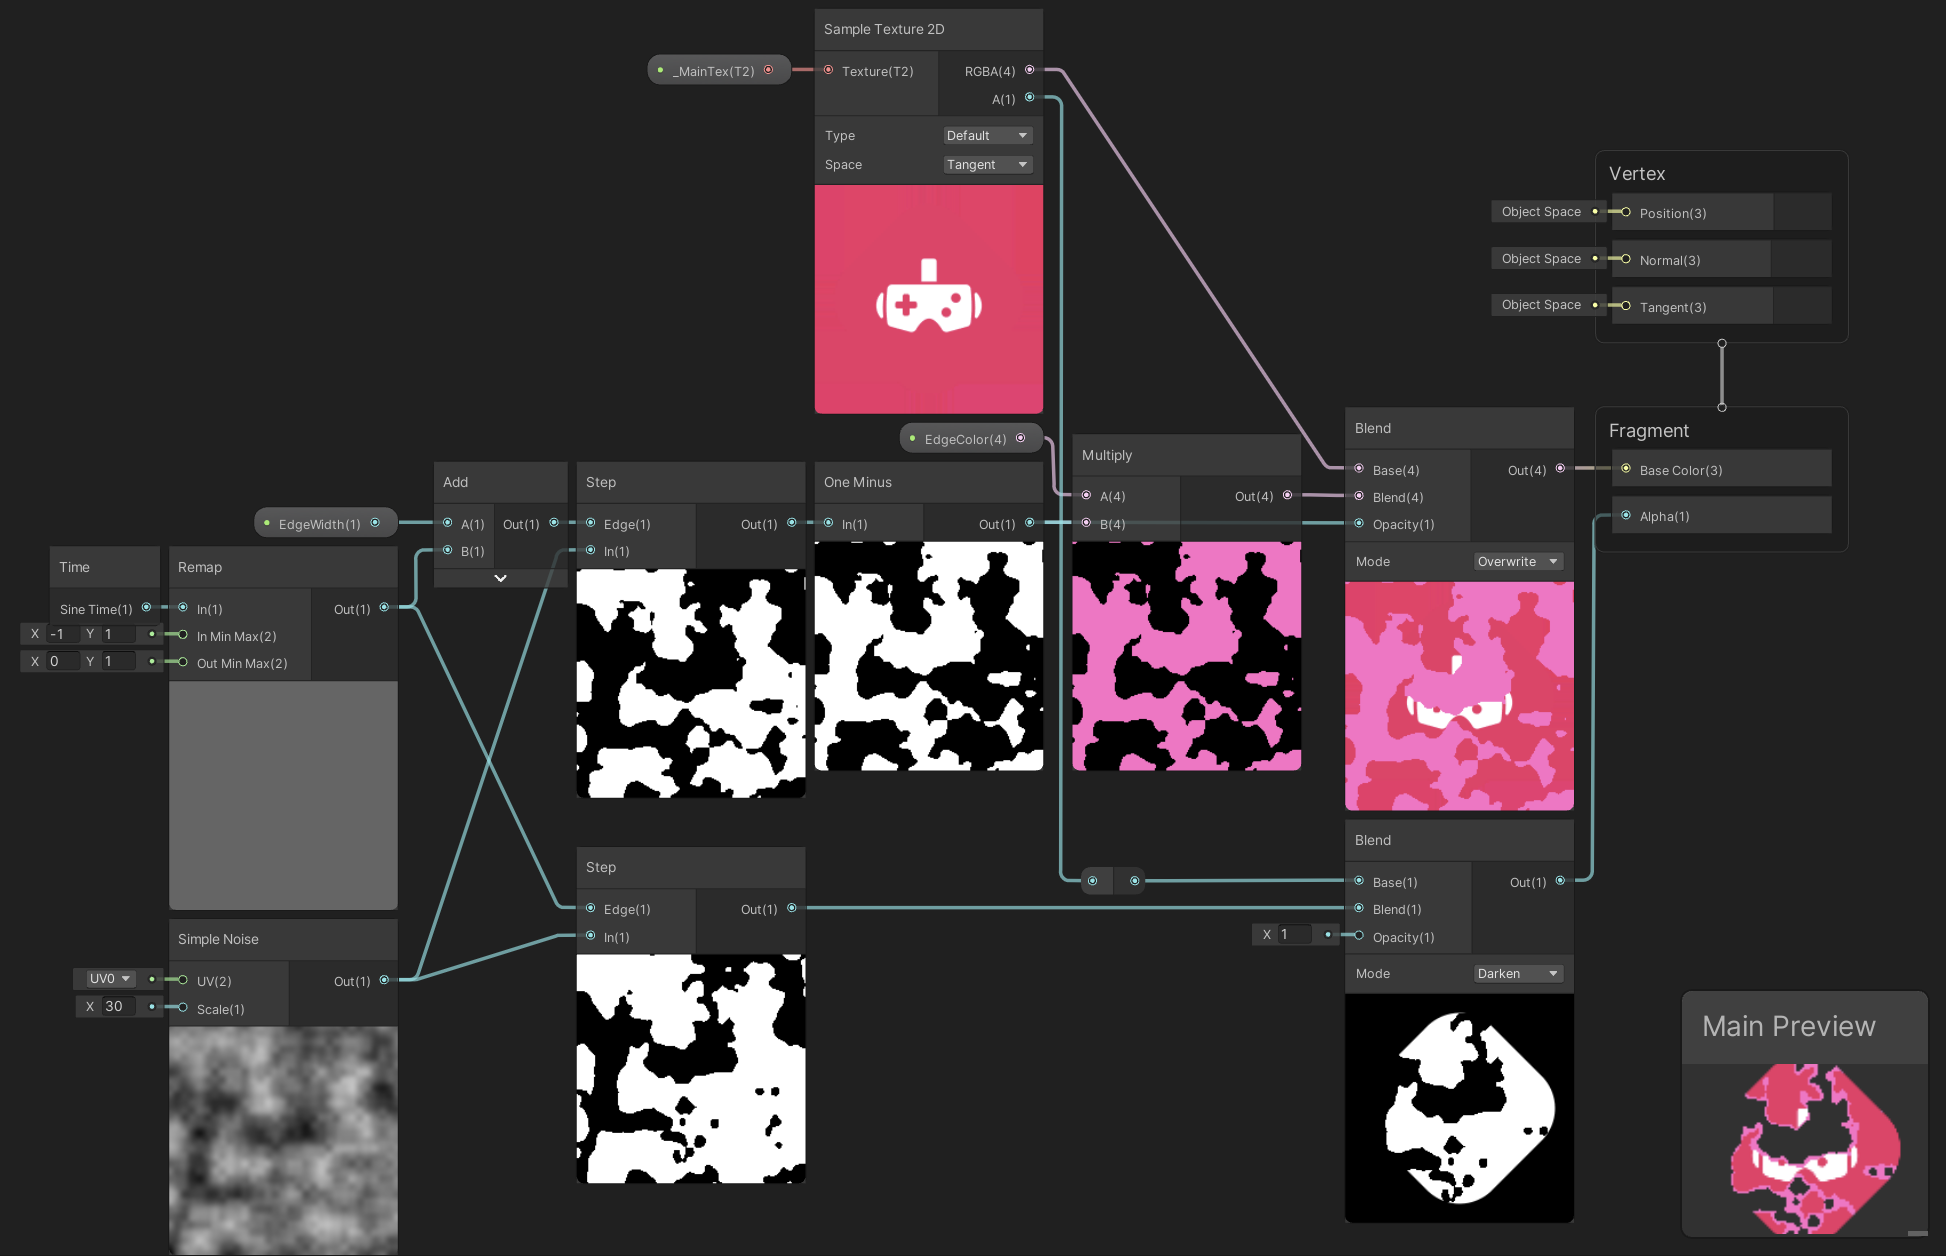 Sample Texture 2D
_MainTex(T2)
Texture(T2)
RGBA(4)
A(1)
Type
Default
Space
Tangent
Vertex
Object Space
Position(3)
Object Space
Normal(3)
Object Space
Tangent(3)
Fragment
Base Color(3)
Alpha(1)
EdgeColor(4)
Multiply
A(4)
Out(4)
B(4)
Blend
Base(4)
Out(4)
Blend(4)
Opacity(1)
Mode
Overwrite
Add
A(1)
Out(1)
B(1)
Step
Edge(1)
Out(1)
In(1)
One Minus
In(1)
Out(1)
EdgeWidth(1)
Time
Sine Time(1)
Remap
In(1)
Out(1)
X -1 Y 1
In Min Max(2)
X 0 Y 1
Out Min Max(2)
Step
Edge(1)
Out(1)
In(1)
Blend
Base(1)
Out(1)
Blend(1)
X 1
Opacity(1)
Mode
Darken
Simple Noise
UV0
UV(2)
Out(1)
X 30
Scale(1)
Main Preview